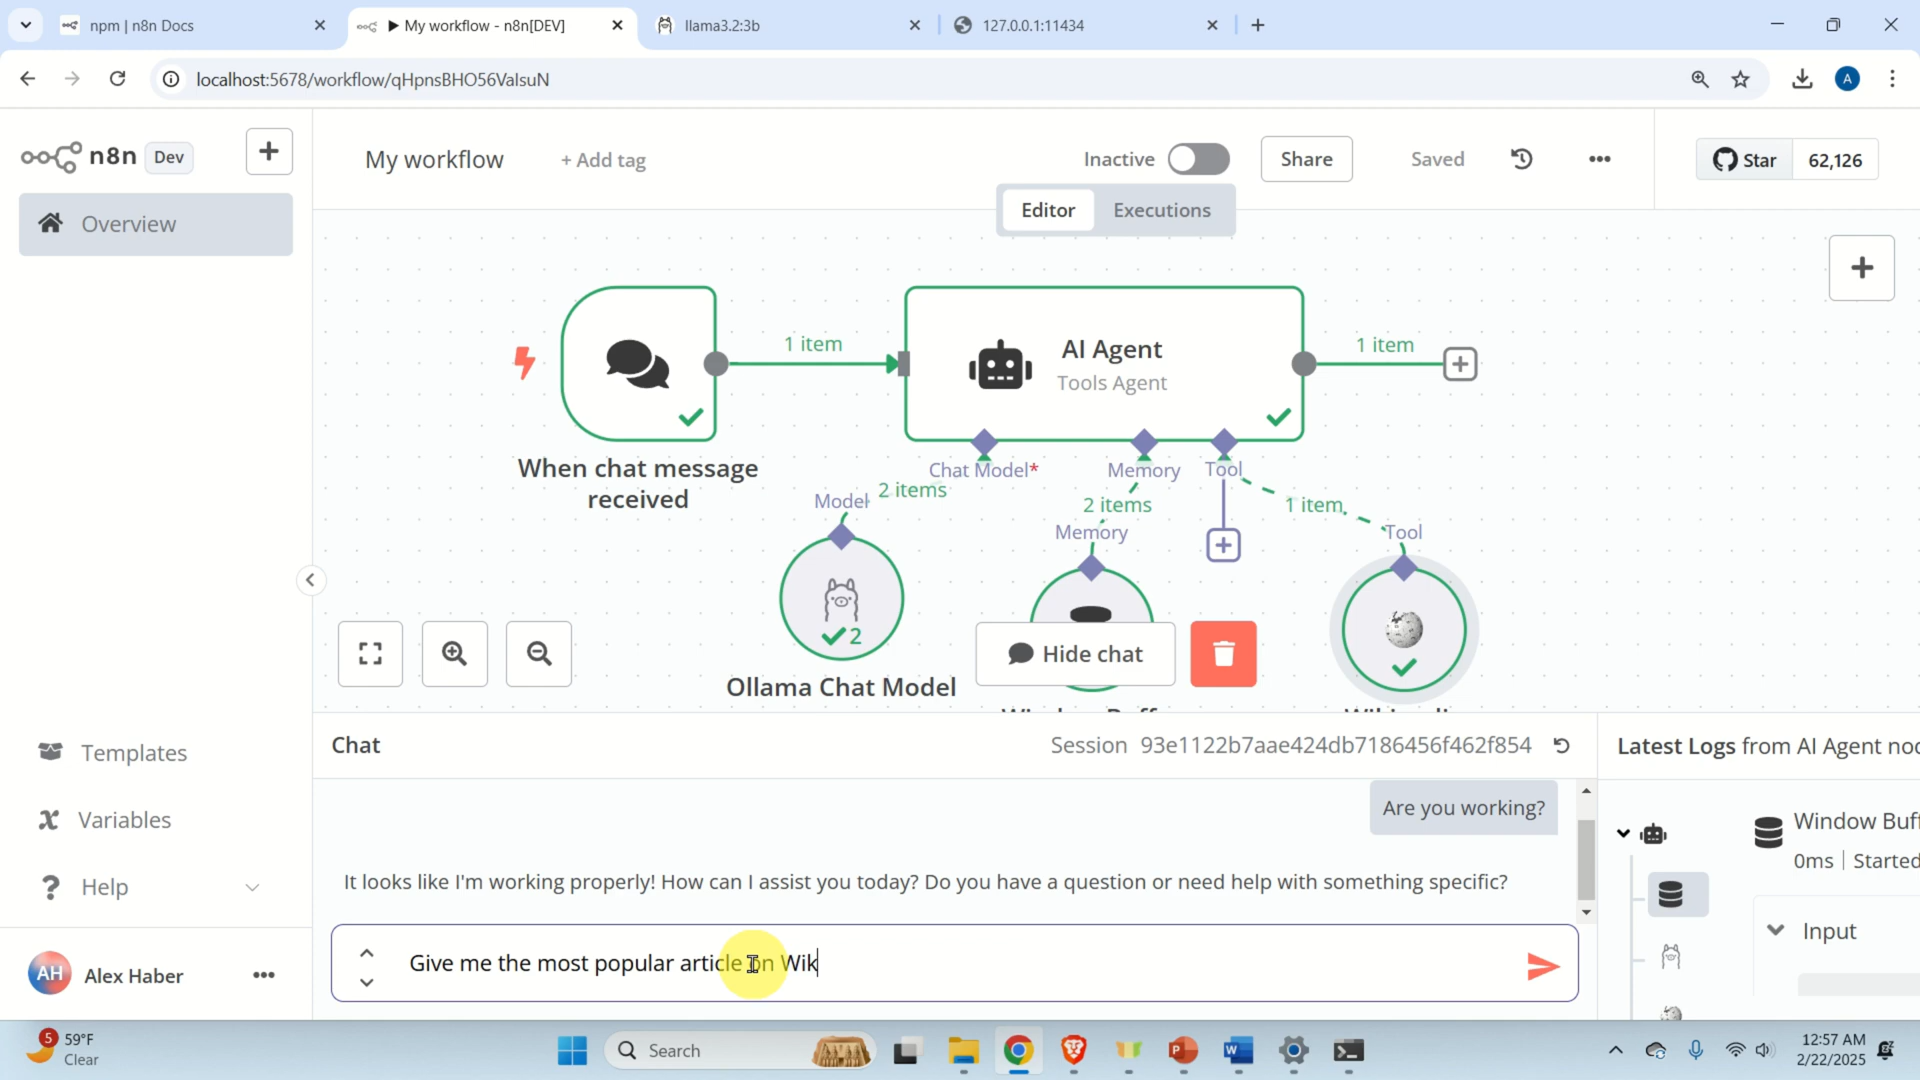 npm | n8n Docs
▶ My workflow - n8n[DEV]
llama3.2:3b
127.0.0.1:11434
localhost:5678/workflow/qHpnsBHO56VaIsuN
A
n8n
Dev
My workflow
+ Add tag
Inactive
Share
Saved
Star
62,126
Overview
Editor
Executions
1 item
AI Agent
Tools Agent
1 item
When chat message
received
Chat Model*
Memory
Tool
Model
2 items
2 items
1 item
Memory
Tool
2
Hide chat
Ollama Chat Model
Templates
Variables
Help
AH
Alex Haber
Chat
Session 93e1122b7aae424db7186456f462f854
Latest Logs from AI Agent
Are you working?
Window
0ms
Started
It looks like I'm working properly! How can I assist you today? Do you have a question or need help with something specific?
Input
Give me the most popular article on Wik
5
59°F
Clear
Search
12:57 AM
2/22/2025